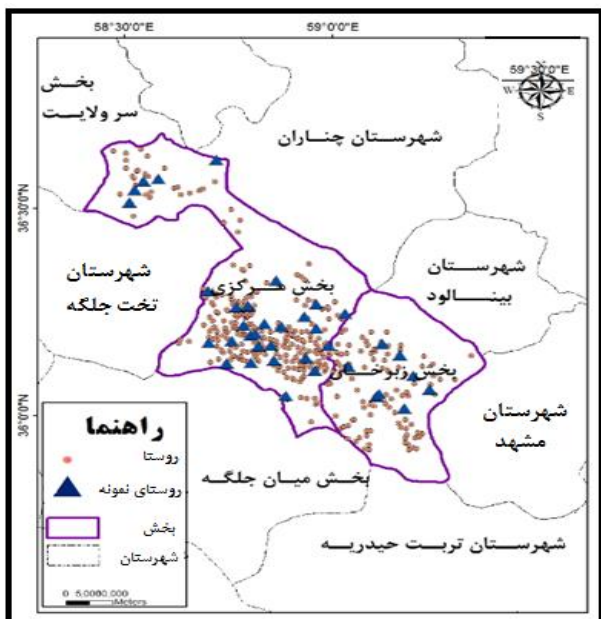 58°30'0"E
59°0'0"E
59°30'0"E
N
W
E
S
بخش
سر ولایت
شهرستان چناران
36°30'0"N
شهرستان
تخت جلگه
بخش مرکزی
شهرستان
بینالود
بخش زبرخان
36°0'0"N
شهرستان
مشهد
بخش میان جلگه
شهرستان تربت حیدریه
راهنما
روستا
روستای نمونه
بخش
شهرستان
Meters